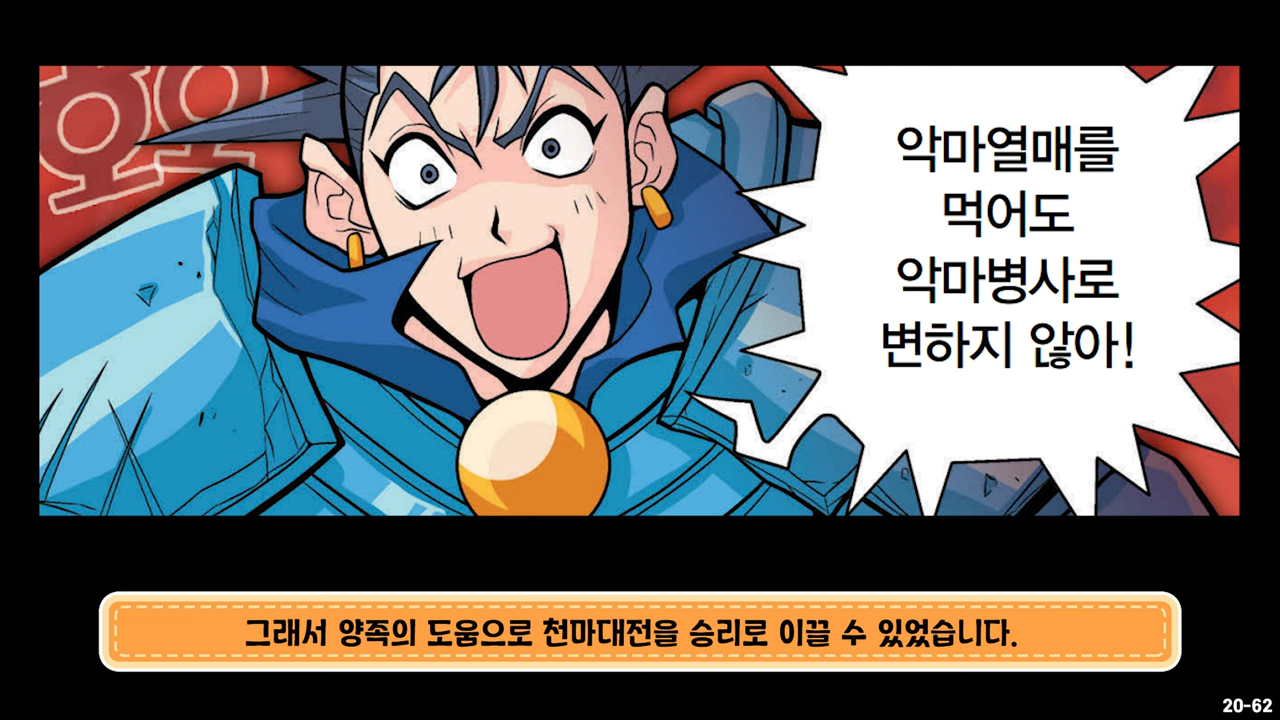 악마열매를
먹어도
악마병사로
변하지 않아!
그래서 양족의 도움으로 천마대전을 승리로 이끌 수 있었습니다.
20-62